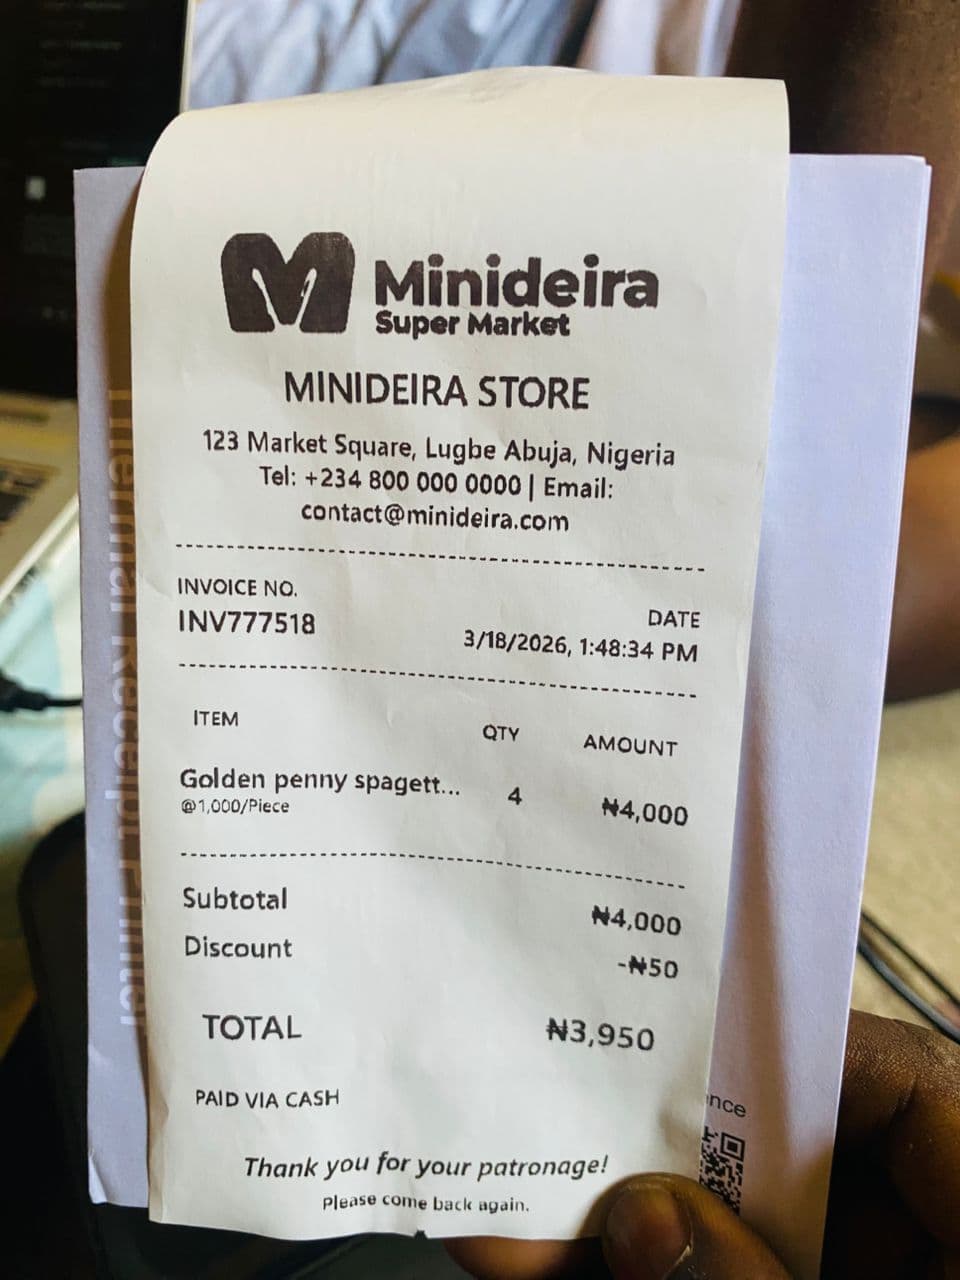 Minideira
Super Market
MINIDEIRA STORE
123 Market Square, Lugbe Abuja, Nigeria
Tel: +234 800 000 0000 | Email:
contact@minideira.com
INVOICE NO.
INV777518
DATE
3/18/2026, 1:48:34 PM
ITEM QTY AMOUNT
Golden penny spagett... 4 ₦4,000
@1,000/Piece
Subtotal ₦4,000
Discount -₦50
TOTAL ₦3,950
PAID VIA CASH
Thank you for your patronage!
Please come back again.
Thermal Receipt Printer